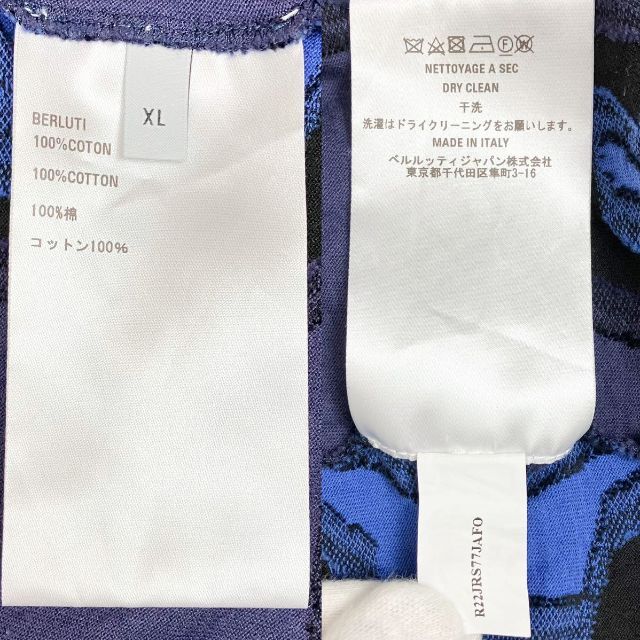 BERLUTI
100%COTON
100%COTTON
100%棉
コットン100%
XL
NETTOYAGE A SEC
DRY CLEAN
干洗
洗濯はドライクリーニングをお願いします。
MADE IN ITALY
ベルルッティジャパン株式会社
東京都千代田区隼町3-16
R22JRS77JAFO